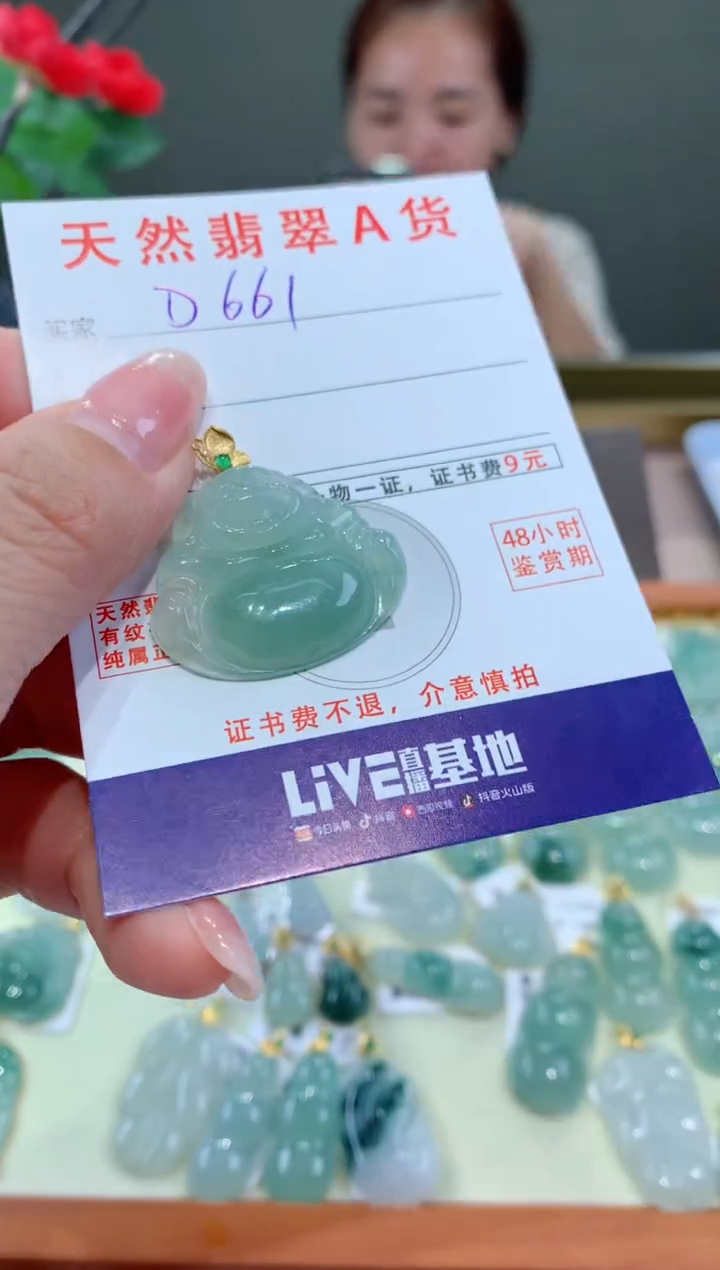 天然翡翠A货
买家 D661
物一证，证书费9元
48小时
鉴赏期
天然翡
有纹
纯属正
证书费不退，介意慎拍
LiVE直播基地
今日头条 抖音 西瓜视频 抖音火山版